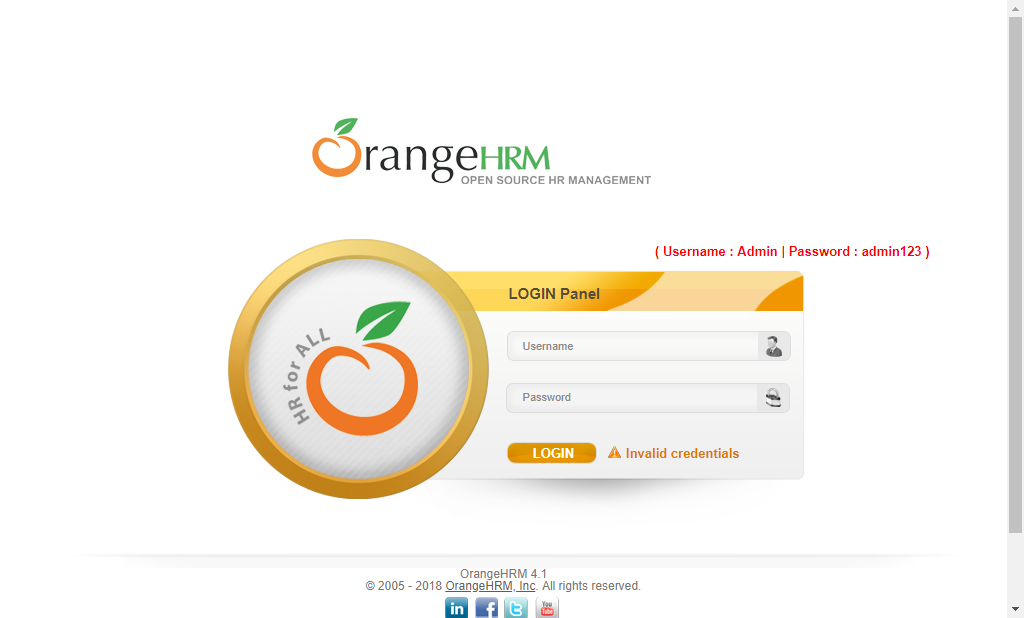 OrangeHRM
OPEN SOURCE HR MANAGEMENT
( Username : Admin | Password : admin123 )
LOGIN Panel
HR for ALL
Username
Password
LOGIN
Invalid credentials
OrangeHRM 4.1
© 2005 - 2018 OrangeHRM, Inc. All rights reserved.
in f t You Tube